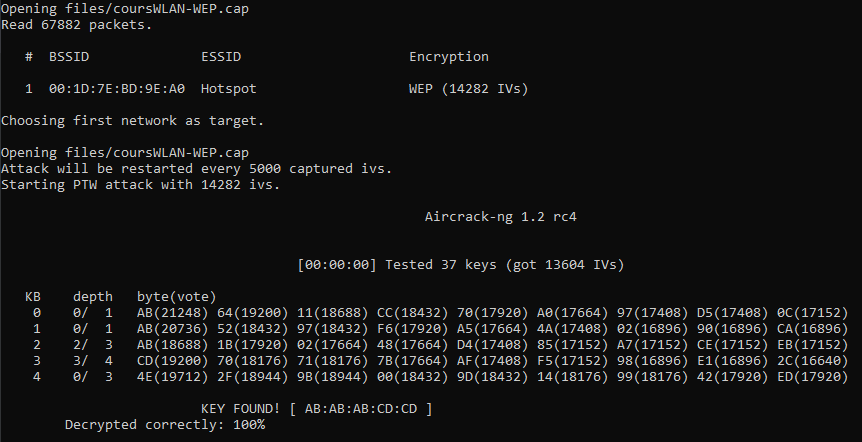 Opening files/coursWLAN-WEP.cap
Read 67882 packets.
# BSSID ESSID Encryption
1 00:1D:7E:BD:9E:A0 Hotspot WEP (14282 IVs)
Choosing first network as target.
Opening files/coursWLAN-WEP.cap
Attack will be restarted every 5000 captured ivs.
Starting PTW attack with 14282 ivs.
Aircrack-ng 1.2 rc4
[00:00:00] Tested 37 keys (got 13604 IVs)
KB depth byte(vote)
0 0/ 1 AB(21248) 64(19200) 11(18688) CC(18432) 70(17920) A0(17664) 97(17408) D5(17408) 0C(17152)
1 0/ 1 AB(20736) 52(18432) 97(18432) F6(17920) A5(17664) 4A(17408) 02(16896) 90(16896) CA(16896)
2 2/ 3 AB(18688) 1B(17920) 02(17664) 48(17664) D4(17408) 85(17152) A7(17152) CE(17152) EB(17152)
3 3/ 4 CD(19200) 70(18176) 71(18176) 7B(17664) AF(17408) F5(17152) 98(16896) E1(16896) 2C(16640)
4 0/ 3 4E(19712) 2F(18944) 9B(18944) 00(18432) 9D(18432) 14(18176) 99(18176) 42(17920) ED(17920)
KEY FOUND! [ AB:AB:AB:CD:CD ]
Decrypted correctly: 100%